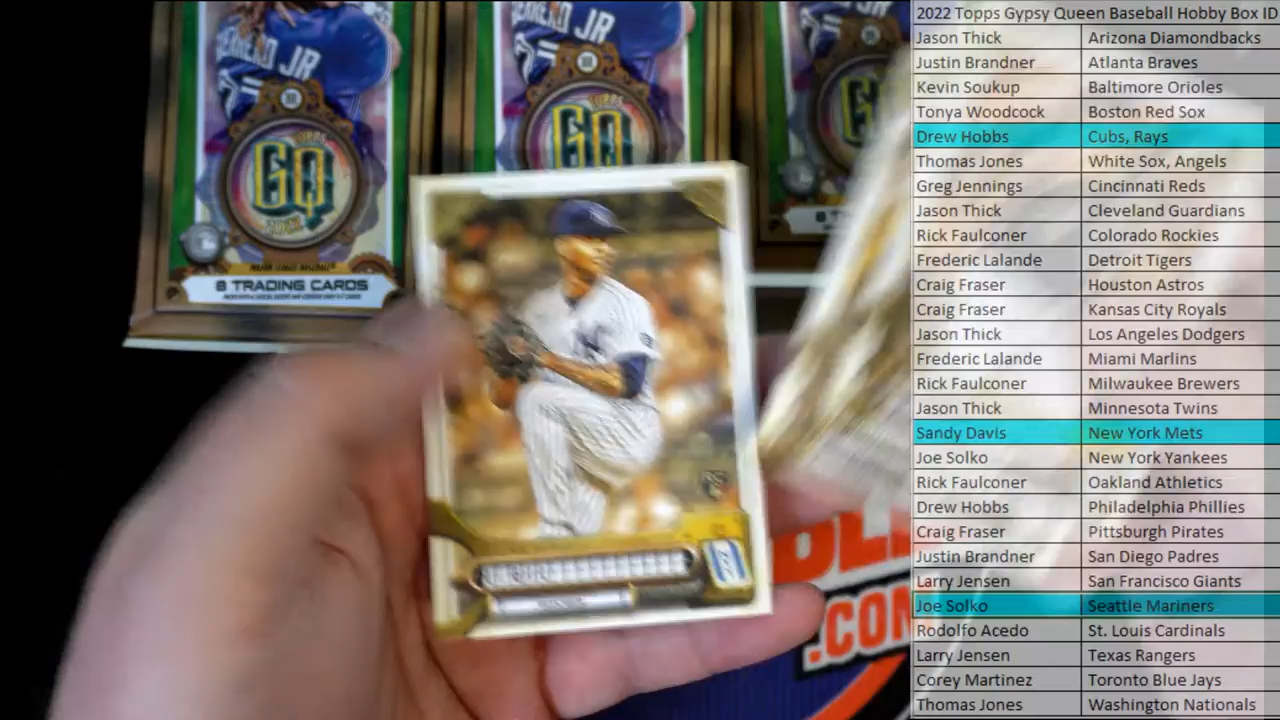 2022 Topps Gypsy Queen Baseball Hobby Box ID
Jason Thick Arizona Diamondbacks
Justin Brandner Atlanta Braves
Kevin Soukup Baltimore Orioles
Tonya Woodcock Boston Red Sox
Drew Hobbs Cubs, Rays
Thomas Jones White Sox, Angels
Greg Jennings Cincinnati Reds
Jason Thick Cleveland Guardians
Rick Faulconer Colorado Rockies
Frederic Lalande Detroit Tigers
Craig Fraser Houston Astros
Craig Fraser Kansas City Royals
Jason Thick Los Angeles Dodgers
Frederic Lalande Miami Marlins
Rick Faulconer Milwaukee Brewers
Jason Thick Minnesota Twins
Sandy Davis New York Mets
Joe Solko New York Yankees
Rick Faulconer Oakland Athletics
Drew Hobbs Philadelphia Phillies
Craig Fraser Pittsburgh Pirates
Justin Brandner San Diego Padres
Larry Jensen San Francisco Giants
Joe Solko Seattle Mariners
Rodolfo Acedo St. Louis Cardinals
Larry Jensen Texas Rangers
Corey Martinez Toronto Blue Jays
Thomas Jones Washington Nationals
JR
TOPPS
GQ
2022
8 TRADING CARDS
JR
TOPPS
GQ
.COM